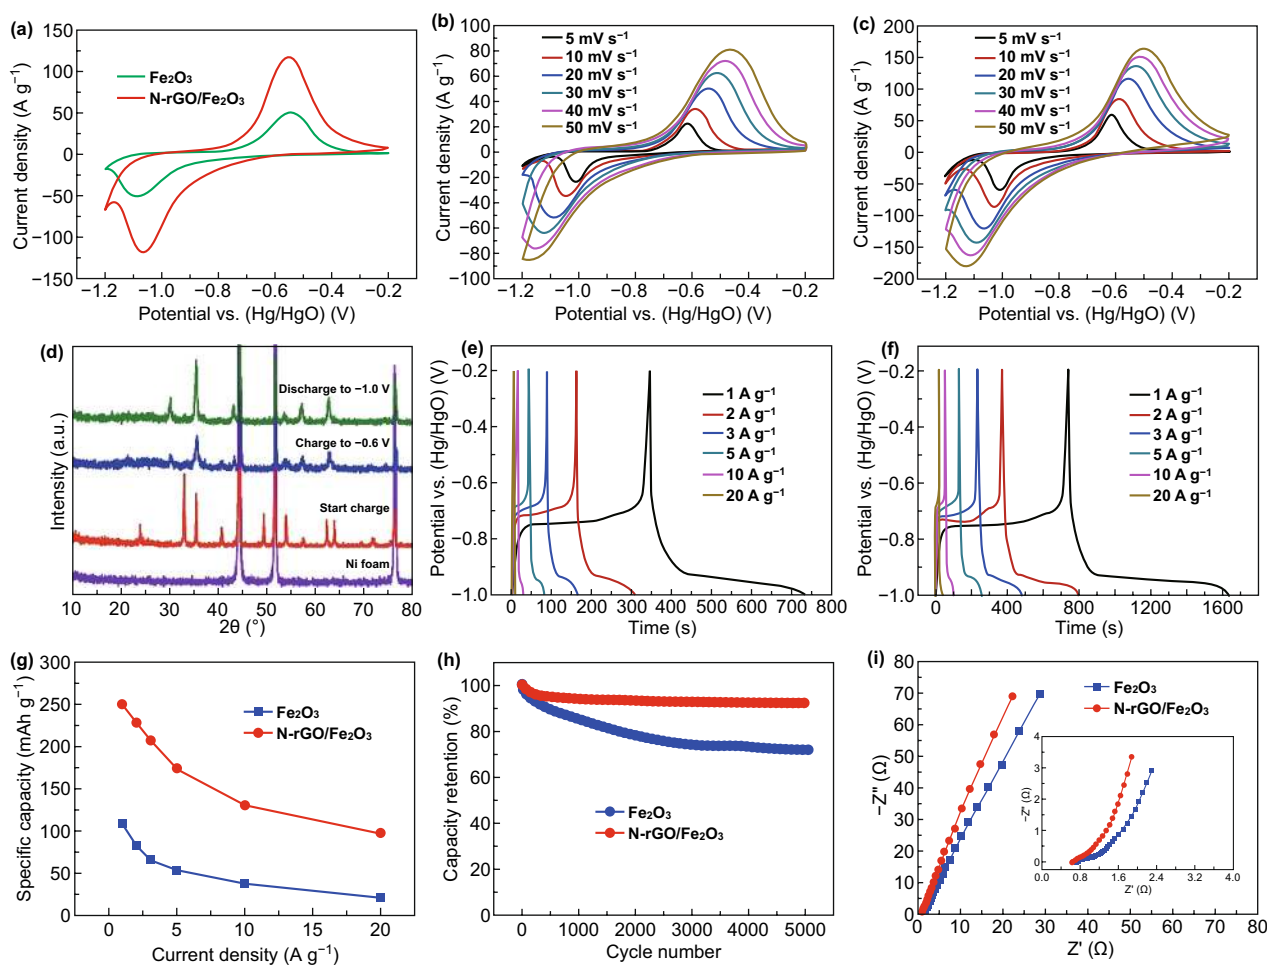 (a)
150
100
50
0
−50
−100
−150
Current density (A g⁻¹)
Fe₂O₃
N-rGO/Fe₂O₃
−1.2 −1.0 −0.8 −0.6 −0.4 −0.2
Potential vs. (Hg/HgO) (V)
(b)
100
80
60
40
20
0
−20
−40
−60
−80
−100
Current density (A g⁻¹)
5 mV s⁻¹
10 mV s⁻¹
20 mV s⁻¹
30 mV s⁻¹
40 mV s⁻¹
50 mV s⁻¹
−1.2 −1.0 −0.8 −0.6 −0.4 −0.2
Potential vs. (Hg/HgO) (V)
(c)
200
150
100
50
0
−50
−100
−150
−200
Current density (A g⁻¹)
5 mV s⁻¹
10 mV s⁻¹
20 mV s⁻¹
30 mV s⁻¹
40 mV s⁻¹
50 mV s⁻¹
−1.2 −1.0 −0.8 −0.6 −0.4 −0.2
Potential vs. (Hg/HgO) (V)
(d)
Intensity (a.u.)
Discharge to −1.0 V
Charge to −0.6 V
Start charge
Ni foam
10 20 30 40 50 60 70 80
2θ (°)
(e)
−0.2
−0.4
−0.6
−0.8
−1.0
Potential vs. (Hg/HgO) (V)
1 A g⁻¹
2 A g⁻¹
3 A g⁻¹
5 A g⁻¹
10 A g⁻¹
20 A g⁻¹
0 100 200 300 400 500 600 700 800
Time (s)
(f)
−0.2
−0.4
−0.6
−0.8
−1.0
Potential vs. (Hg/HgO) (V)
1 A g⁻¹
2 A g⁻¹
3 A g⁻¹
5 A g⁻¹
10 A g⁻¹
20 A g⁻¹
0 400 800 1200 1600
Time (s)
(g)
300
250
200
150
100
50
0
Specific capacity (mAh g⁻¹)
Fe₂O₃
N-rGO/Fe₂O₃
0 5 10 15 20
Current density (A g⁻¹)
(h)
100
80
60
40
20
0
Capacity retention (%)
Fe₂O₃
N-rGO/Fe₂O₃
0 1000 2000 3000 4000 5000
Cycle number
(i)
80
70
60
50
40
30
20
10
0
−Z" (Ω)
Fe₂O₃
N-rGO/Fe₂O₃
4
3
2
1
0
−Z" (Ω)
0.0 0.8 1.6 2.4 3.2 4.0
Z' (Ω)
0 10 20 30 40 50 60 70 80
Z' (Ω)